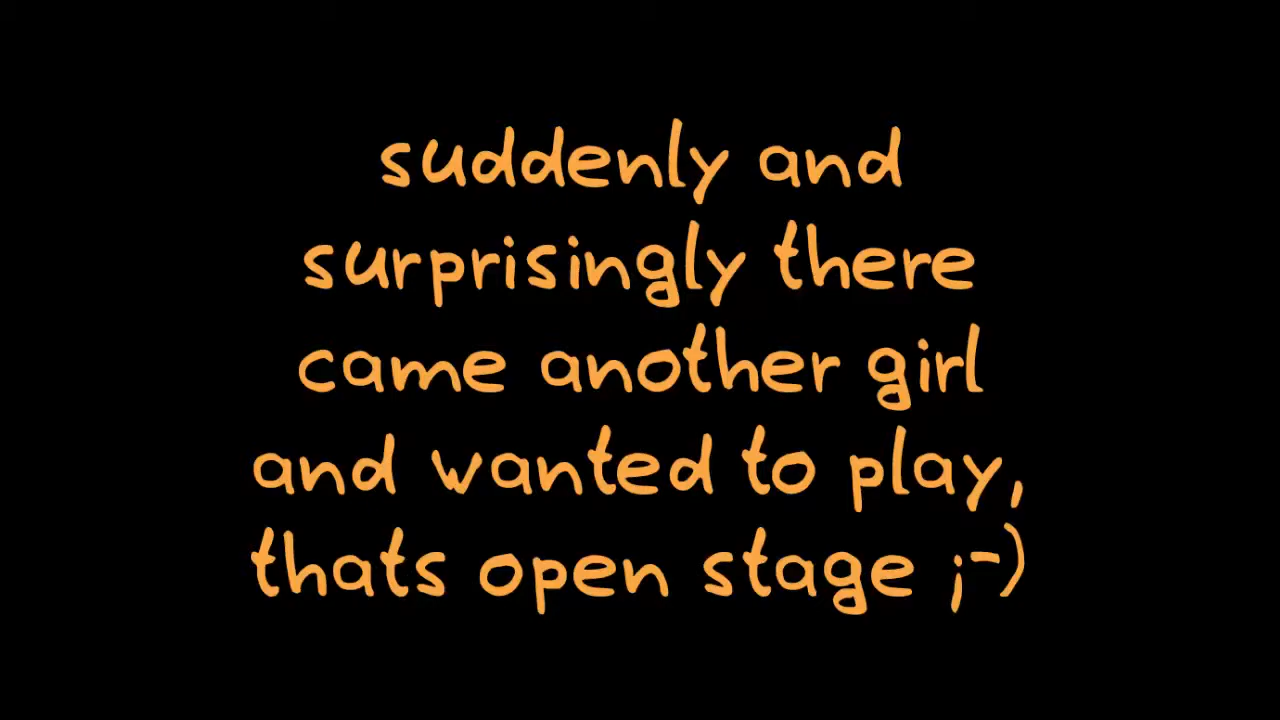 suddenly and
surprisingly there
came another girl
and wanted to play,
thats open stage ;-)